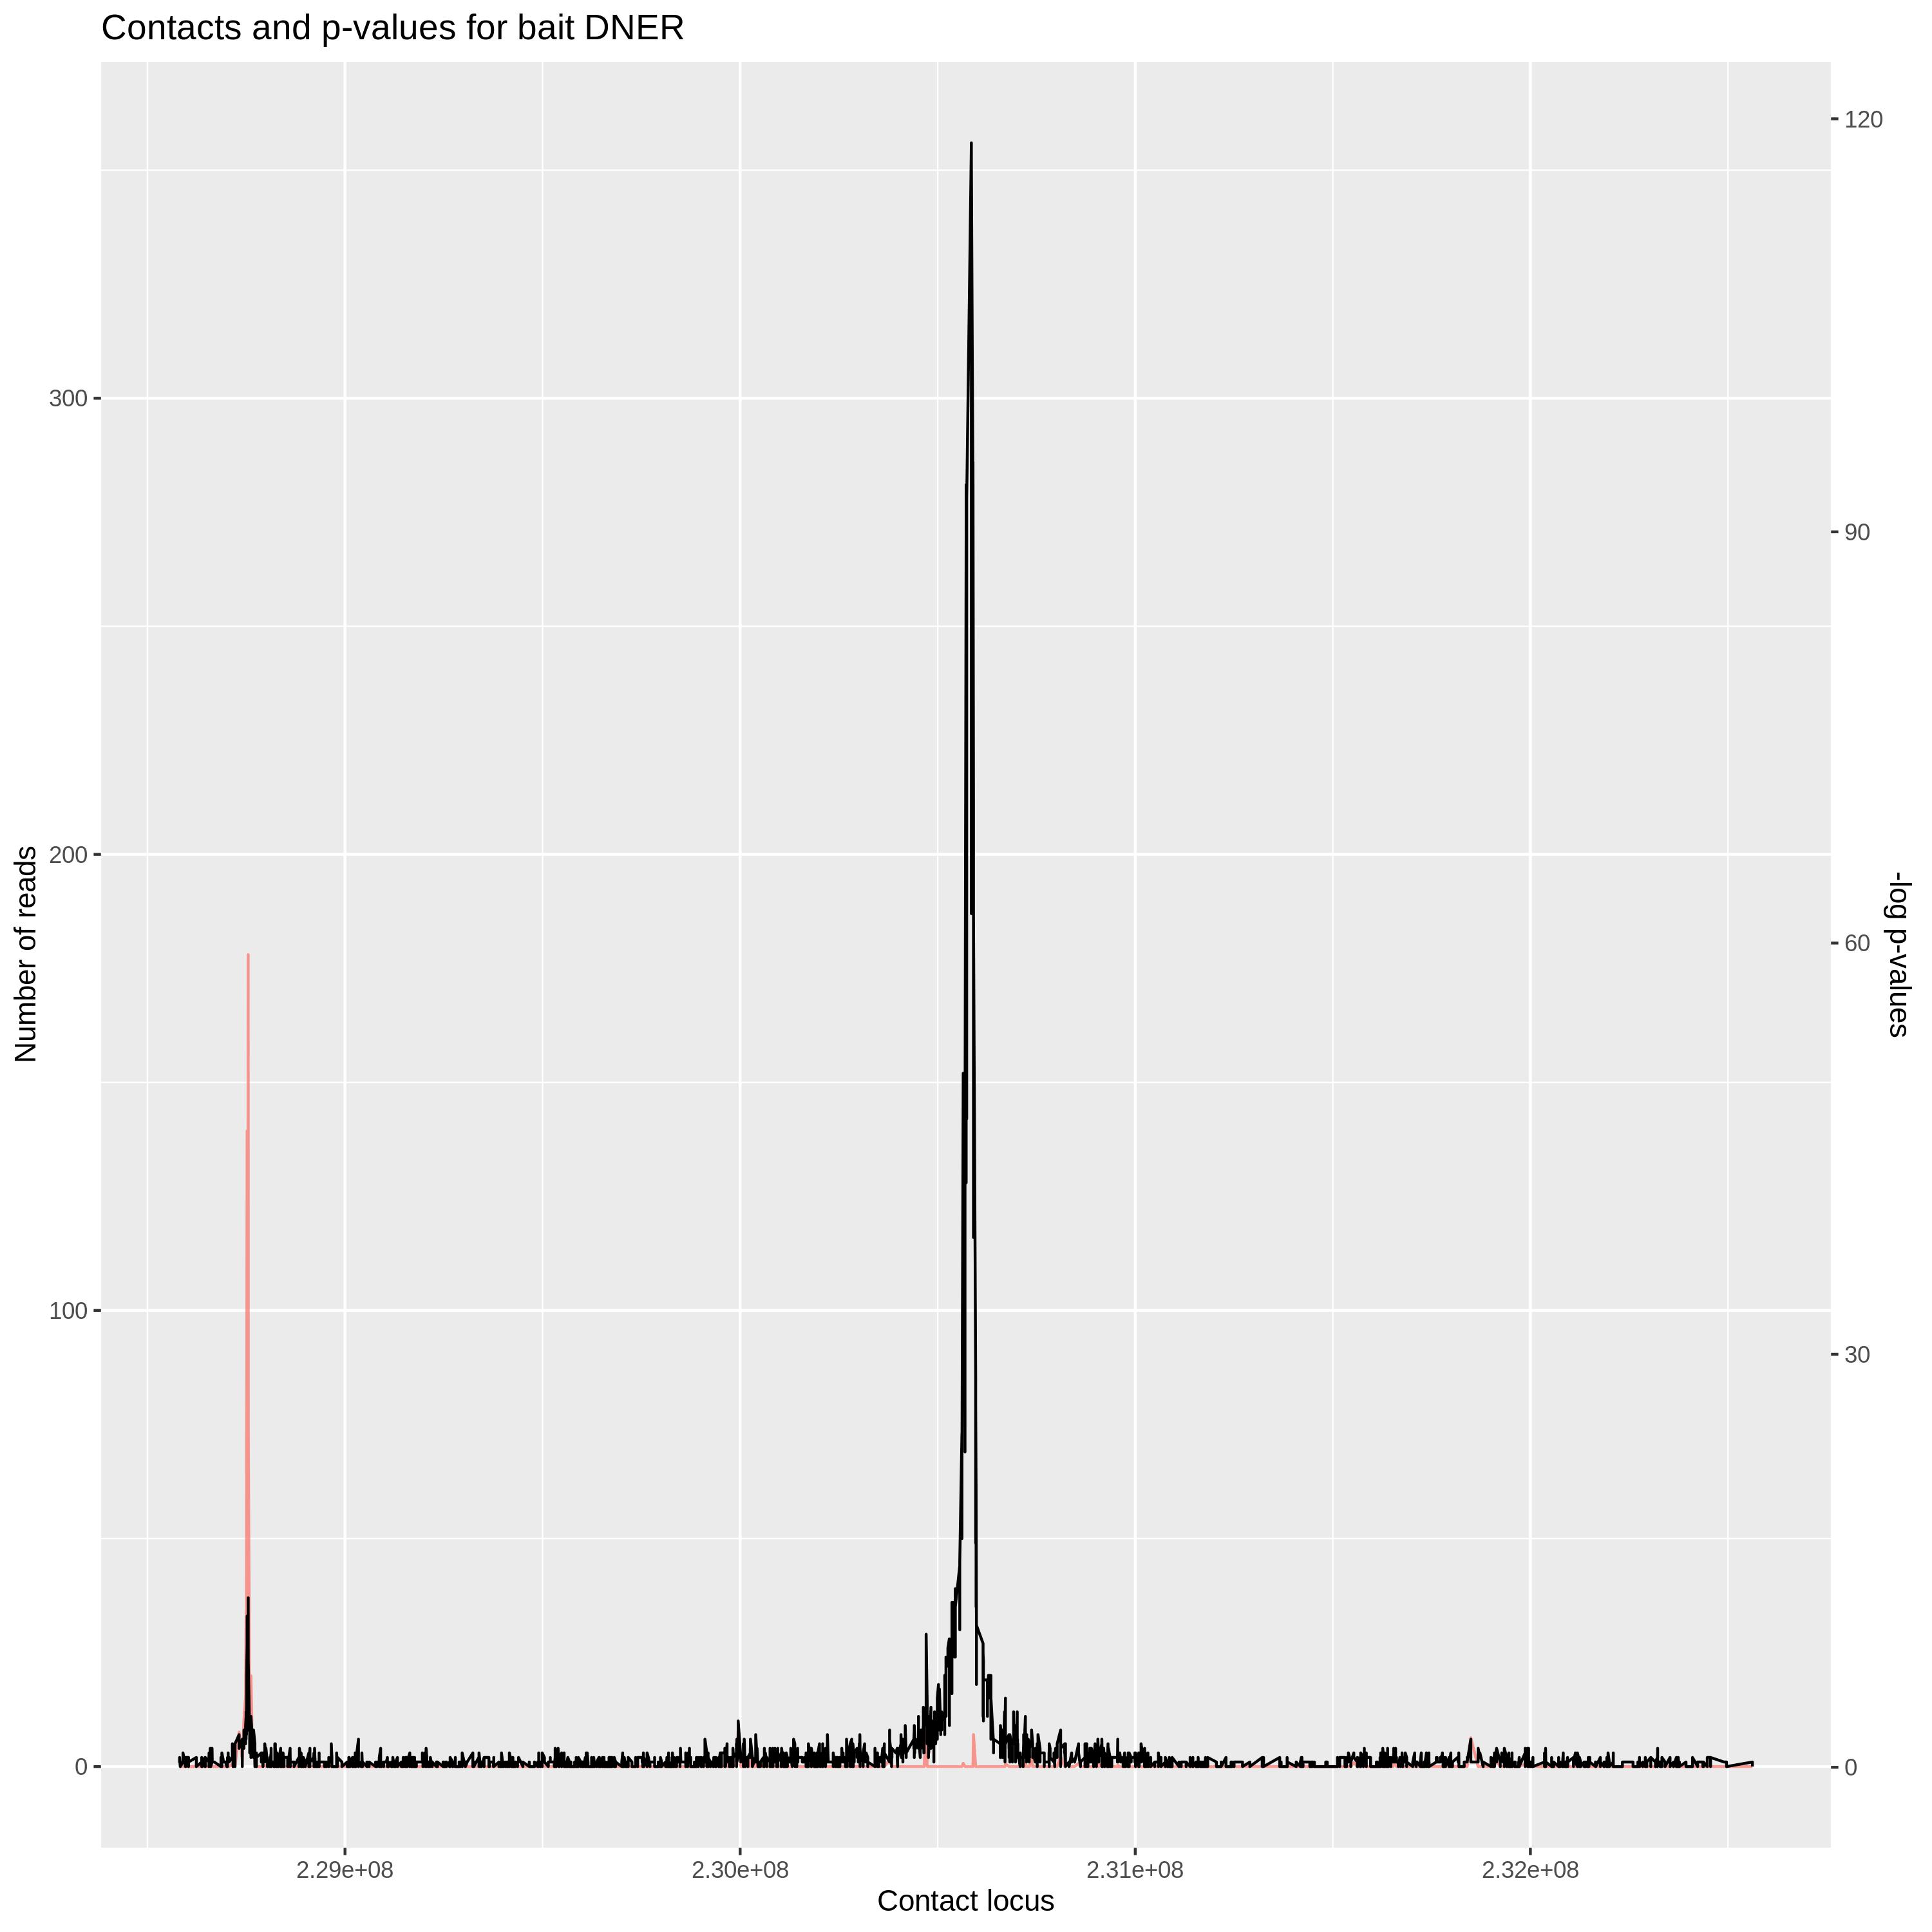 Contacts and p-values for bait DNER
Number of reads
300
200
100
0
120
90
60
30
0
-log p-values
2.29e+08
2.30e+08
2.31e+08
2.32e+08
Contact locus